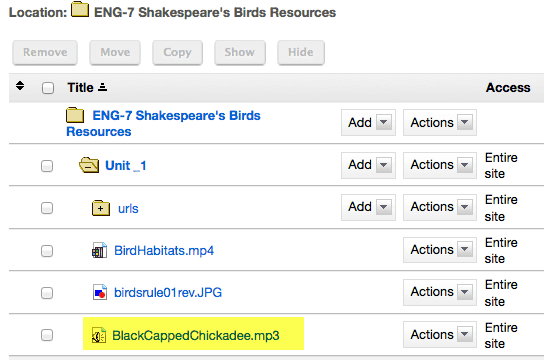 Location: ENG-7 Shakespeare's Birds Resources
Remove Move Copy Show Hide
Title Access
ENG-7 Shakespeare's Birds
Resources
Add Actions
Unit _1 Add Actions Entire
site
urls Add Actions Entire
site
BirdHabitats.mp4 Actions Entire
site
birdsrule01rev.JPG Actions Entire
site
BlackCappedChickadee.mp3 Actions Entire
site